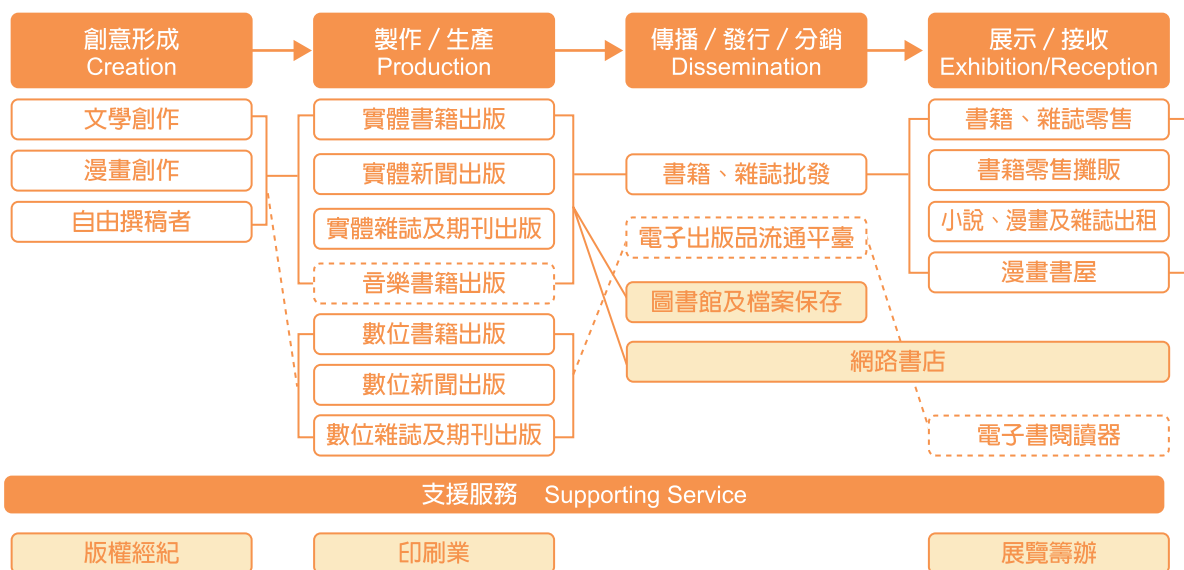 創意形成
Creation
製作 / 生產
Production
傳播 / 發行 / 分銷
Dissemination
展示 / 接收
Exhibition/Reception
文學創作
漫畫創作
自由撰稿者
實體書籍出版
實體新聞出版
實體雜誌及期刊出版
音樂書籍出版
數位書籍出版
數位新聞出版
數位雜誌及期刊出版
書籍、雜誌批發
電子出版品流通平臺
圖書館及檔案保存
網路書店
書籍、雜誌零售
書籍零售攤販
小說、漫畫及雜誌出租
漫畫書屋
電子書閱讀器
支援服務 Supporting Service
版權經紀
印刷業
展覽籌辦